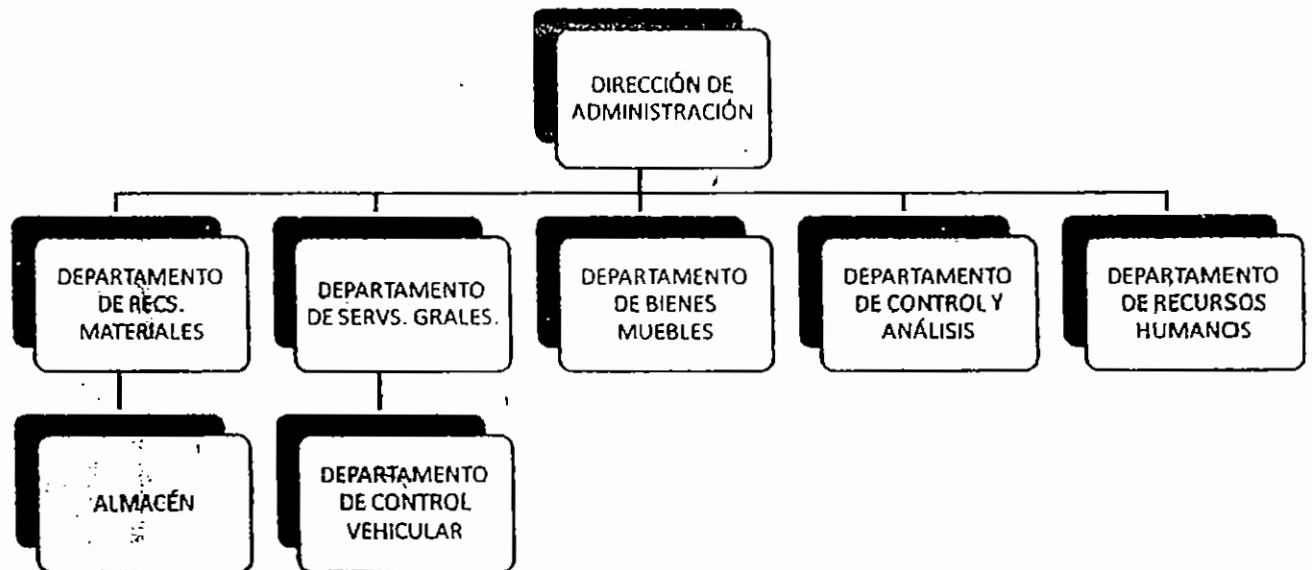 DIRECCIÓN DE
ADMINISTRACIÓN
DEPARTAMENTO
DE RECS.
MATERIALES
DEPARTAMENTO
DE SERVS. GRALES.
DEPARTAMENTO
DE BIENES
MUEBLES
DEPARTAMENTO
DE CONTROL Y
ANÁLISIS
DEPARTAMENTO
DE RECURSOS
HUMANOS
ALMACÉN
DEPARTAMENTO
DE CONTROL
VEHICULAR